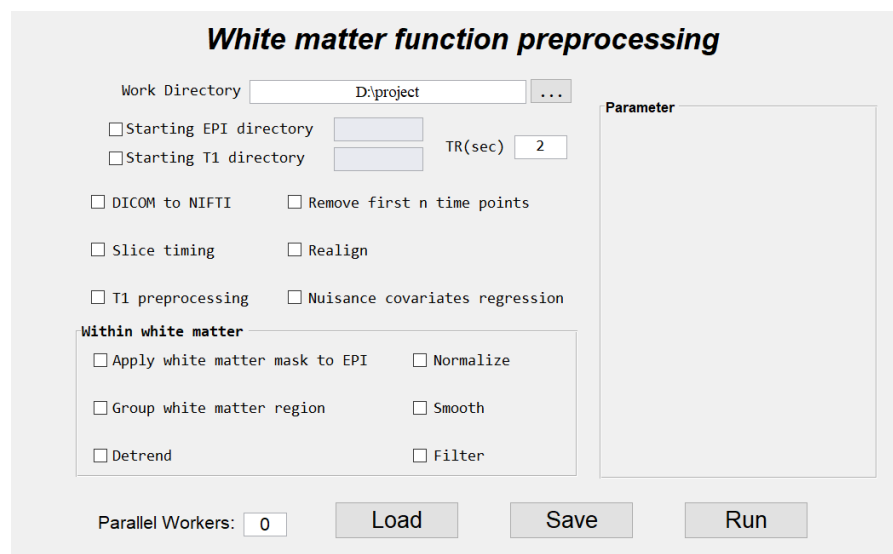 White matter function preprocessing
Work Directory D:\project ...
Parameter
Starting EPI directory
Starting T1 directory
TR(sec) 2
DICOM to NIFTI Remove first n time points
Slice timing Realign
T1 preprocessing Nuisance covariates regression
Within white matter
Apply white matter mask to EPI Normalize
Group white matter region Smooth
Detrend Filter
Parallel Workers: 0 Load Save Run